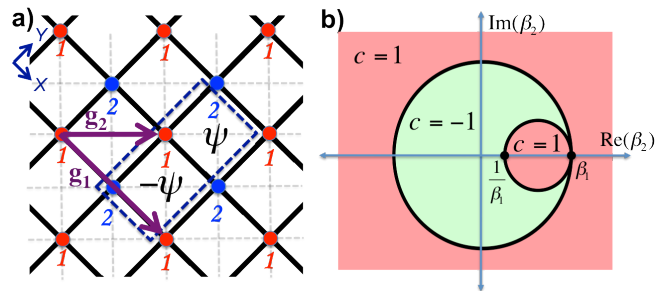 a)
Y
X
1 1 1
2 2
g₂
1 1 1
ψ
g₁
-ψ
2 2
1 1 1
b)
Im(β₂)
c = 1
c = -1
c = 1
Re(β₂)
1/β₁
β₁